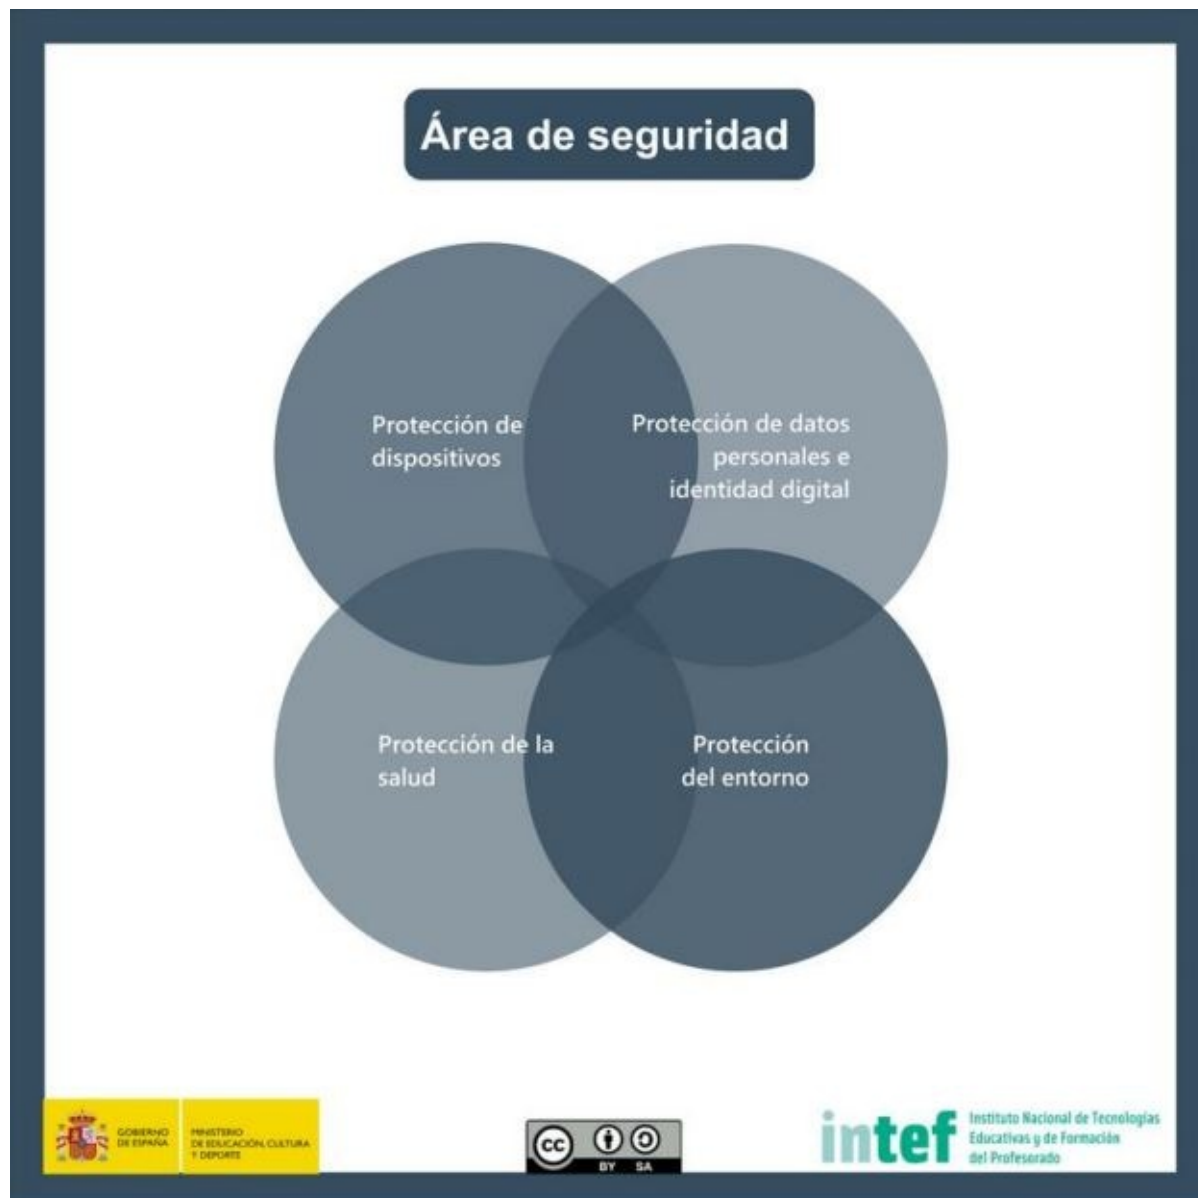 Área de seguridad
Protección de
dispositivos
Protección de datos
personales e
identidad digital
Protección de la
salud
Protección
del entorno
GOBIERNO
DE ESPAÑA
MINISTERIO
DE EDUCACIÓN, CULTURA
Y DEPORTE
cc
BY SA
intef
Instituto Nacional de Tecnologías
Educativas y de Formación
del Profesorado